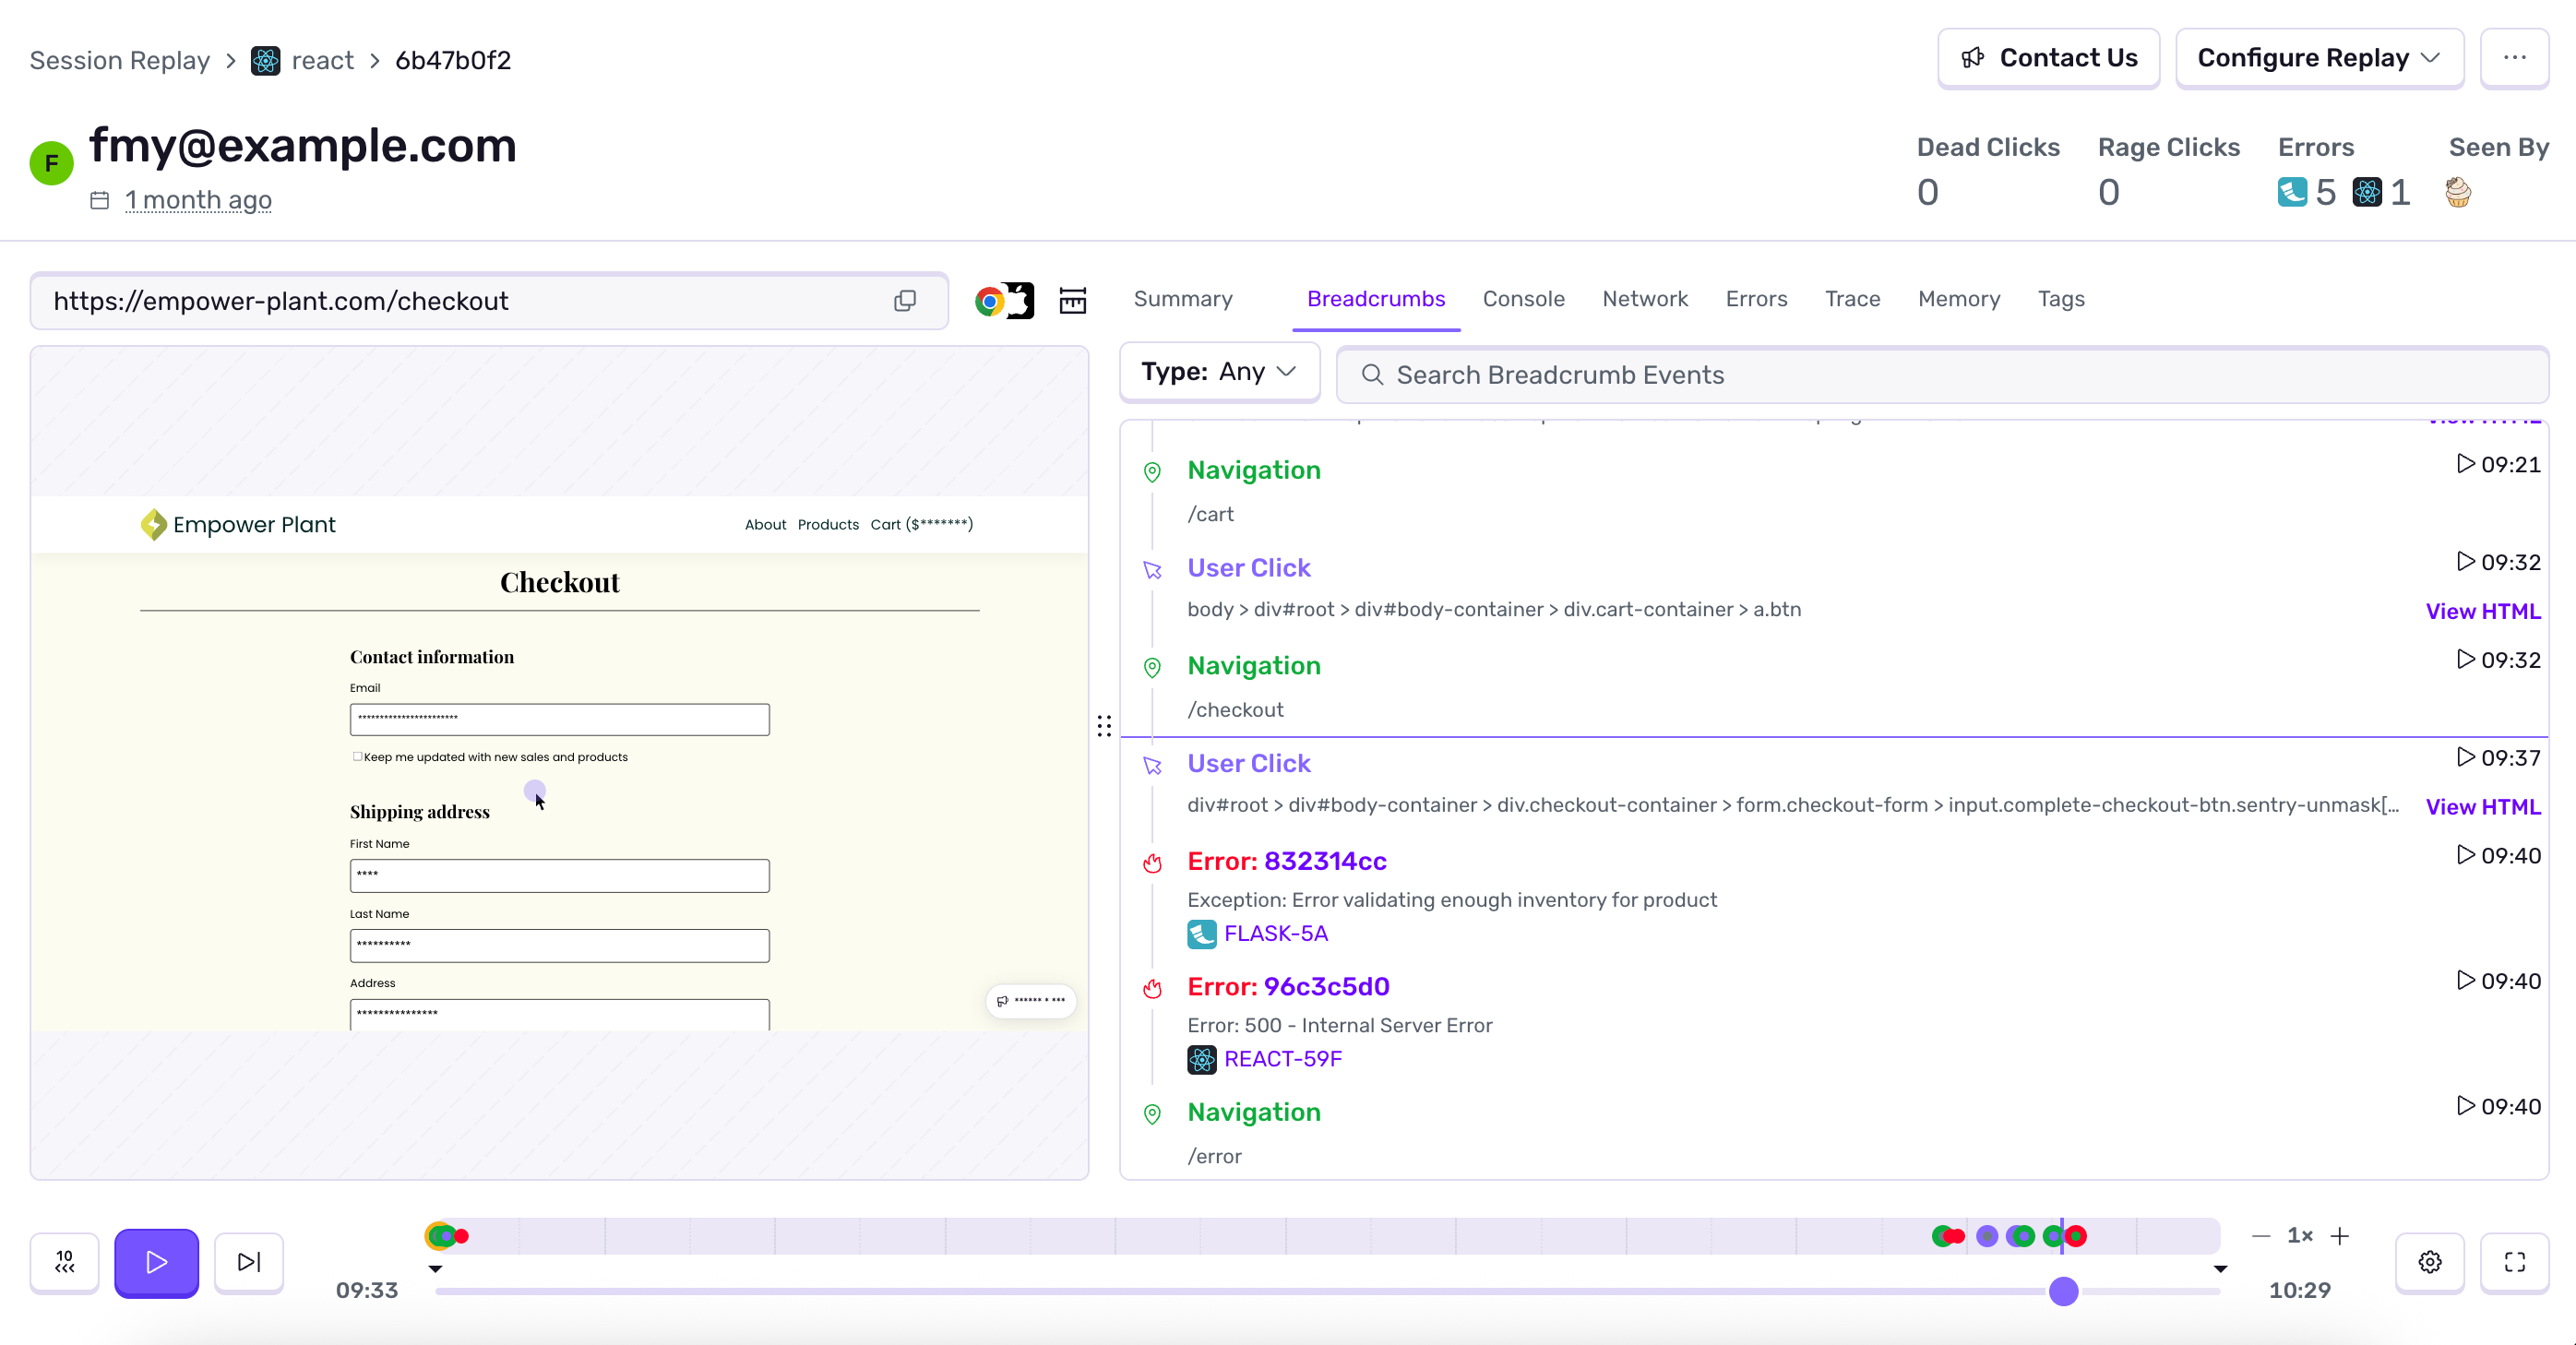 Session Replay > react > 6b47b0f2
Contact Us
Configure Replay
F
fmy@example.com
1 month ago
Dead Clicks
0
Rage Clicks
0
Errors
5 1
Seen By
https://empower-plant.com/checkout
Empower Plant
About Products Cart ($*******)
Checkout
Contact information
Email
***********************
Keep me updated with new sales and products
Shipping address
First Name
****
Last Name
**********
Address
***************
****** * ***
Summary Breadcrumbs Console Network Errors Trace Memory Tags
Type: Any
Search Breadcrumb Events
View HTML
Navigation 09:21
/cart
User Click 09:32
body > div#root > div#body-container > div.cart-container > a.btn View HTML
Navigation 09:32
/checkout
User Click 09:37
div#root > div#body-container > div.checkout-container > form.checkout-form > input.complete-checkout-btn.sentry-unmask[... View HTML
Error: 832314cc 09:40
Exception: Error validating enough inventory for product
FLASK-5A
Error: 96c3c5d0 09:40
Error: 500 - Internal Server Error
REACT-59F
Navigation 09:40
/error
10
1×
09:33
10:29